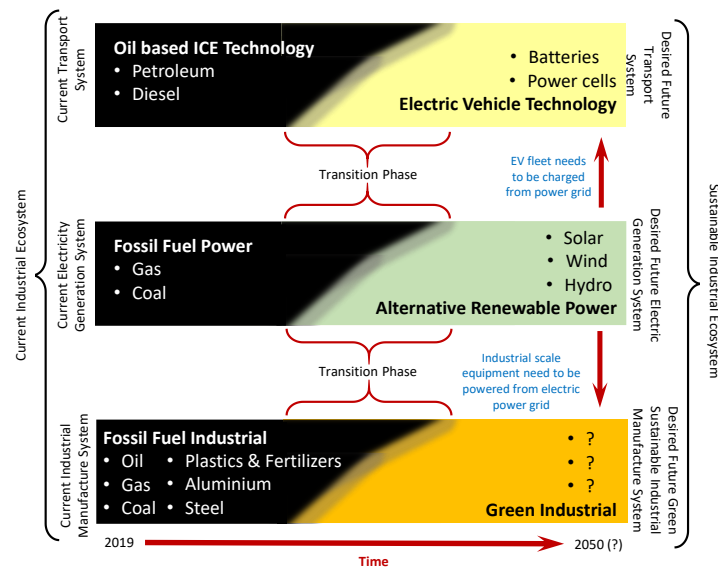 Current Industrial Ecosystem
Current Transport
System
Oil based ICE Technology
• Petroleum
• Diesel
• Batteries
• Power cells
Electric Vehicle Technology
Desired Future
Transport
System
Transition Phase
EV fleet needs
to be charged
from power grid
Current Electricity
Generation System
Fossil Fuel Power
• Gas
• Coal
• Solar
• Wind
• Hydro
Alternative Renewable Power
Desired Future Electric
Generation System
Transition Phase
Industrial scale
equipment need to be
powered from electric
power grid
Current Industrial
Manufacture System
Fossil Fuel Industrial
• Oil • Plastics & Fertilizers
• Gas • Aluminium
• Coal • Steel
• ?
• ?
• ?
Green Industrial
Desired Future Green
Sustainable Industrial
Manufacture System
Sustainable Industrial Ecosystem
2019
2050 (?)
Time